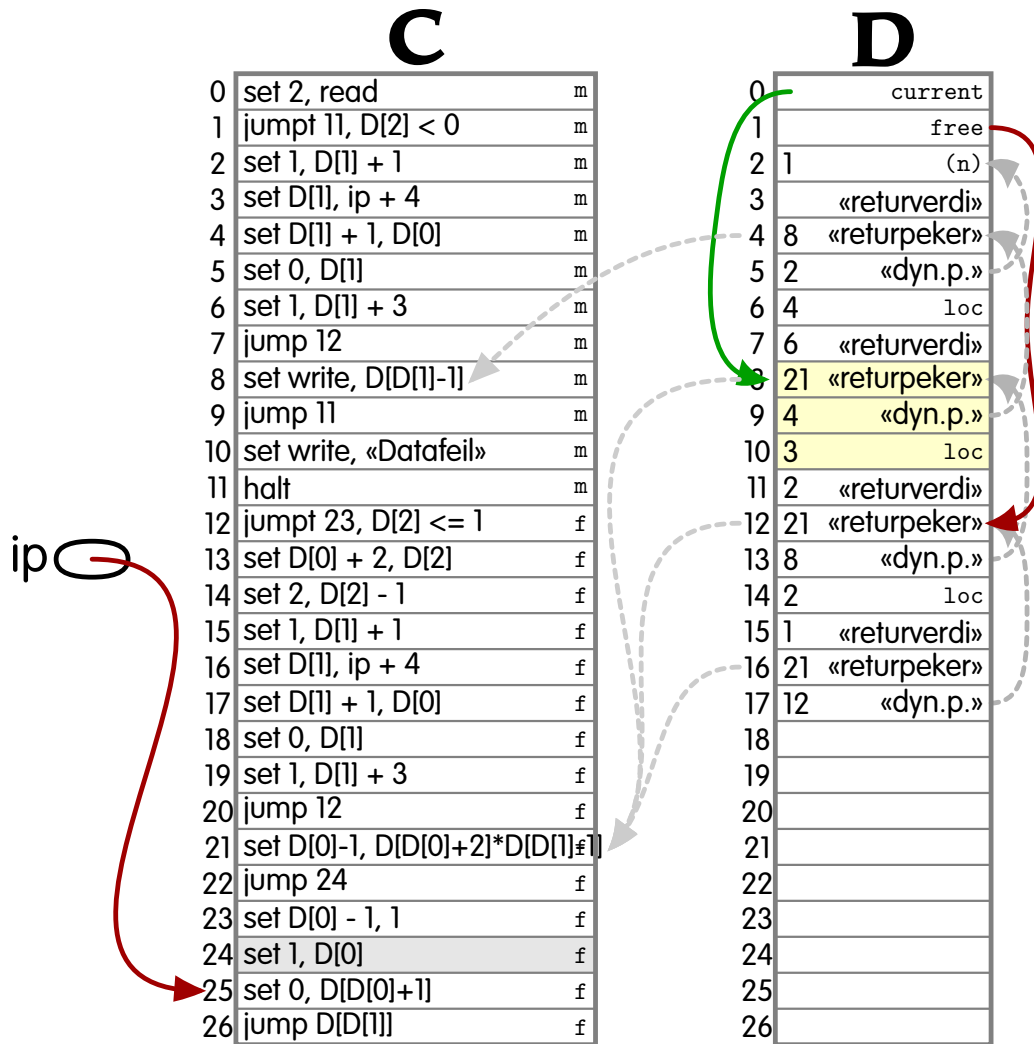 C D
0 set 2, read m 0 current
1 jumpt 11, D[2] < 0 m 1 free
2 set 1, D[1] + 1 m 2 1 (n)
3 set D[1], ip + 4 m 3 «returverdi»
4 set D[1] + 1, D[0] m 4 8 «returpeker»
5 set 0, D[1] m 5 2 «dyn.p.»
6 set 1, D[1] + 3 m 6 4 loc
7 jump 12 m 7 6 «returverdi»
8 set write, D[D[1]-1] m 8 21 «returpeker»
9 jump 11 m 9 4 «dyn.p.»
10 set write, «Datafeil» m 10 3 loc
11 halt m 11 2 «returverdi»
12 jumpt 23, D[2] <= 1 f 12 21 «returpeker»
ip 13 set D[0] + 2, D[2] f 13 8 «dyn.p.»
14 set 2, D[2] - 1 f 14 2 loc
15 set 1, D[1] + 1 f 15 1 «returverdi»
16 set D[1], ip + 4 f 16 21 «returpeker»
17 set D[1] + 1, D[0] f 17 12 «dyn.p.»
18 set 0, D[1] f 18
19 set 1, D[1] + 3 f 19
20 jump 12 f 20
21 set D[0]-1, D[D[0]+2]*D[D[1]-1] f 21
22 jump 24 f 22
23 set D[0] - 1, 1 f 23
24 set 1, D[0] f 24
25 set 0, D[D[0]+1] f 25
26 jump D[D[1]] f 26